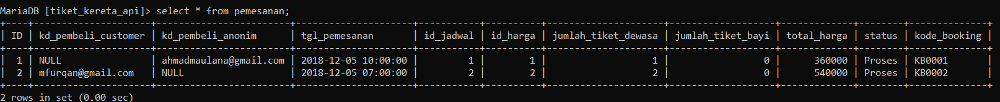 MariaDB [tiket_kereta_api]> select * from pemesanan;
+----+---------------------+------------------------+---------------------+-----------+----------+---------------------+-------------------+-------------+--------+--------------+
| ID | kd_pembeli_customer | kd_pembeli_anonim      | tgl_pemesanan       | id_jadwal | id_harga | jumlah_tiket_dewasa | jumlah_tiket_bayi | total_harga | status | kode_booking |
+----+---------------------+------------------------+---------------------+-----------+----------+---------------------+-------------------+-------------+--------+--------------+
|  1 | NULL                | ahmadmaulana@gmail.com | 2018-12-05 10:00:00 |         1 |        1 |                   1 |                 0 |      360000 | Proses | KB0001       |
|  2 | mfurqan@gmail.com   | NULL                   | 2018-12-05 07:00:00 |         2 |        2 |                   2 |                 0 |      540000 | Proses | KB0002       |
+----+---------------------+------------------------+---------------------+-----------+----------+---------------------+-------------------+-------------+--------+--------------+
2 rows in set (0.00 sec)